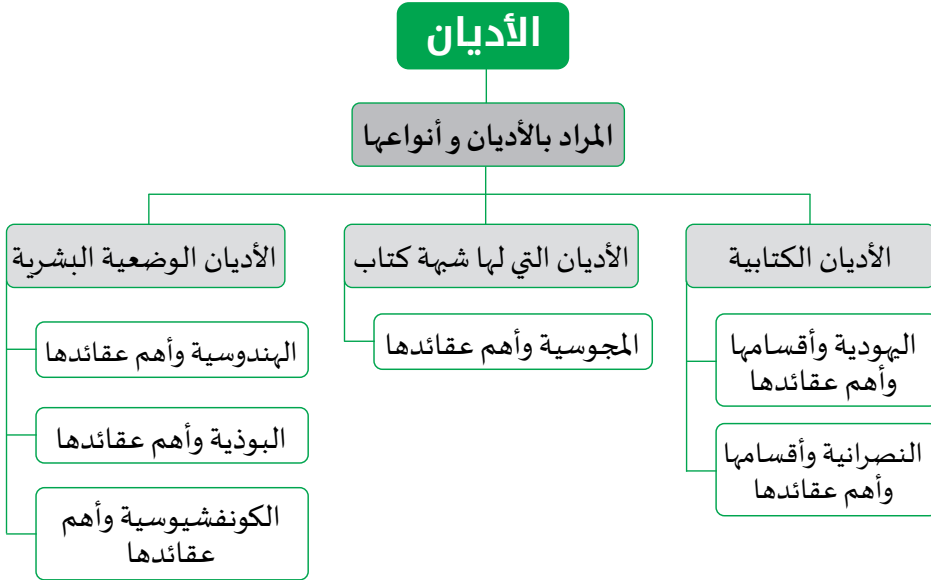 الأديان
المراد بالأديان و أنواعها
الأديان الكتابية
اليهودية وأقسامها
وأهم عقائدها
النصرانية وأقسامها
وأهم عقائدها
الأديان التي لها شبهة كتاب
المجوسية وأهم عقائدها
الأديان الوضعية البشرية
الهندوسية وأهم عقائدها
البوذية وأهم عقائدها
الكونفشيوسية وأهم
عقائدها